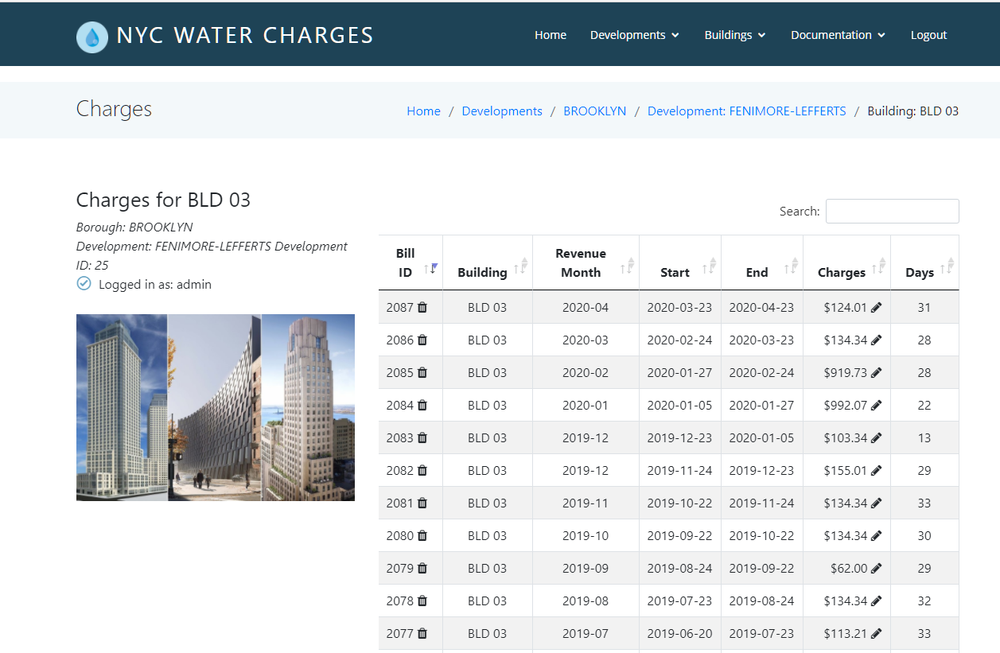 NYC WATER CHARGES
Home Developments Buildings Documentation Logout
Charges
Home / Developments / BROOKLYN / Development: FENIMORE-LEFFERTS / Building: BLD 03
Charges for BLD 03
Borough: BROOKLYN
Development: FENIMORE-LEFFERTS Development
ID: 25
Logged in as: admin
Search:
Bill ID Building Revenue Month Start End Charges Days
2087 BLD 03 2020-04 2020-03-23 2020-04-23 $124.01 31
2086 BLD 03 2020-03 2020-02-24 2020-03-23 $134.34 28
2085 BLD 03 2020-02 2020-01-27 2020-02-24 $919.73 28
2084 BLD 03 2020-01 2020-01-05 2020-01-27 $992.07 22
2083 BLD 03 2019-12 2019-12-23 2020-01-05 $103.34 13
2082 BLD 03 2019-12 2019-11-24 2019-12-23 $155.01 29
2081 BLD 03 2019-11 2019-10-22 2019-11-24 $134.34 33
2080 BLD 03 2019-10 2019-09-22 2019-10-22 $134.34 30
2079 BLD 03 2019-09 2019-08-24 2019-09-22 $62.00 29
2078 BLD 03 2019-08 2019-07-23 2019-08-24 $134.34 32
2077 BLD 03 2019-07 2019-06-20 2019-07-23 $113.21 33